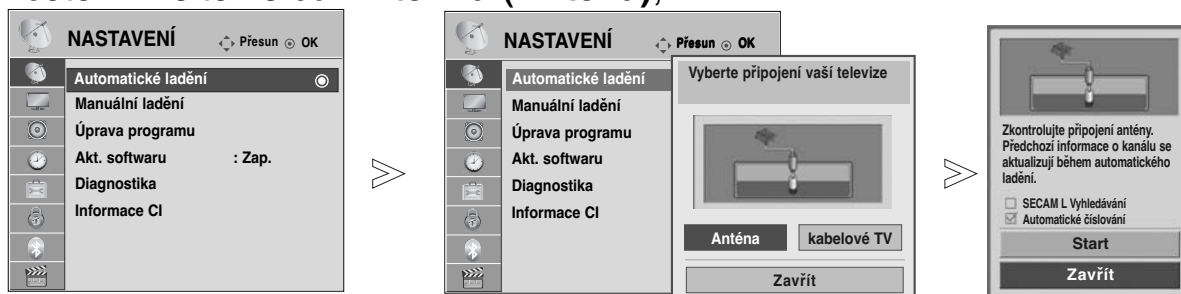 NASTAVENÍ Přesun OK
Automatické ladění
Manuální ladění
Úprava programu
Akt. softwaru : Zap.
Diagnostika
Informace CI
NASTAVENÍ Přesun OK
Automatické ladění
Manuální ladění
Úprava programu
Akt. softwaru
Diagnostika
Informace CI
Vyberte připojení vaší televize
Anténa kabelové TV
Zavřít
Zkontrolujte připojení antény.
Předchozí informace o kanálu se
aktualizují během automatického
ladění.
SECAM L Vyhledávání
Automatické číslování
Start
Zavřít